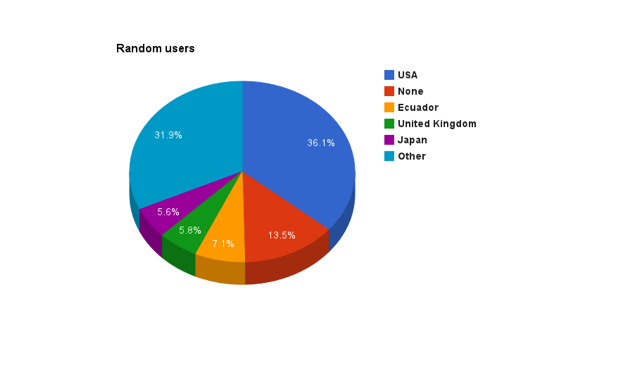 Random users
USA
None
Ecuador
United Kingdom
Japan
Other
31.9%
36.1%
5.6%
5.8%
7.1%
13.5%